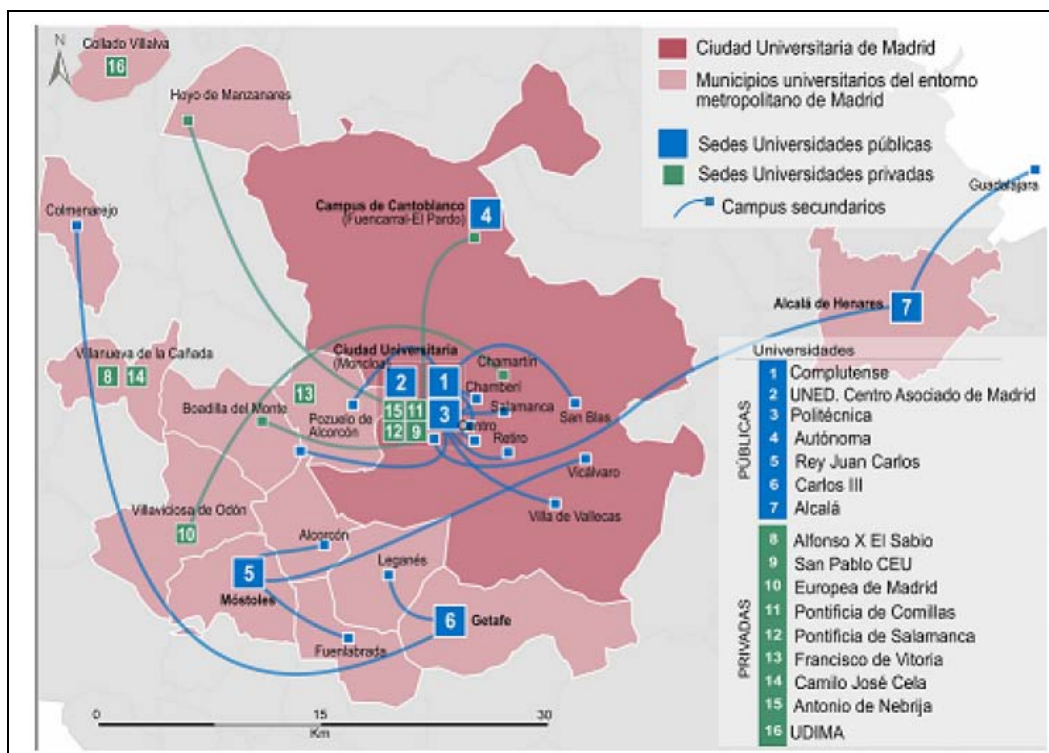 N
Collado Villalva
16
Hoyo de Manzanares
Colmenarejo
Campus de Cantoblanco
(Fuencarral-El Pardo)
4
Ciudad Universitaria de Madrid
Municipios universitarios del entorno
metropolitano de Madrid
Sedes Universidades públicas
Sedes Universidades privadas
Campus secundarios
Guadalajara
Alcalá de Henares
7
Villanueva de la Cañada
8
14
Ciudad Universitaria
(Moncloa)
2
1
Chamartín
Chamberí
13
Boadilla del Monte
Pozuelo de
Alarcorcón
15
11
12
9
3
Salamanca
San Blas
Centro
Retiro
Vicálvaro
Villa de Vallecas
Villaviciosa de Odón
10
Alcorcón
Leganés
5
Móstoles
6
Getafe
Fuenlabrada
0
15
30
Km
Universidades
PÚBLICAS
1 Complutense
2 UNED. Centro Asociado de Madrid
3 Politécnica
4 Autónoma
5 Rey Juan Carlos
6 Carlos III
7 Alcalá
PRIVADAS
8 Alfonso X El Sabio
9 San Pablo CEU
10 Europea de Madrid
11 Pontificia de Comillas
12 Pontificia de Salamanca
13 Francisco de Vitoria
14 Camilo José Cela
15 Antonio de Nebrija
16 UDIMA